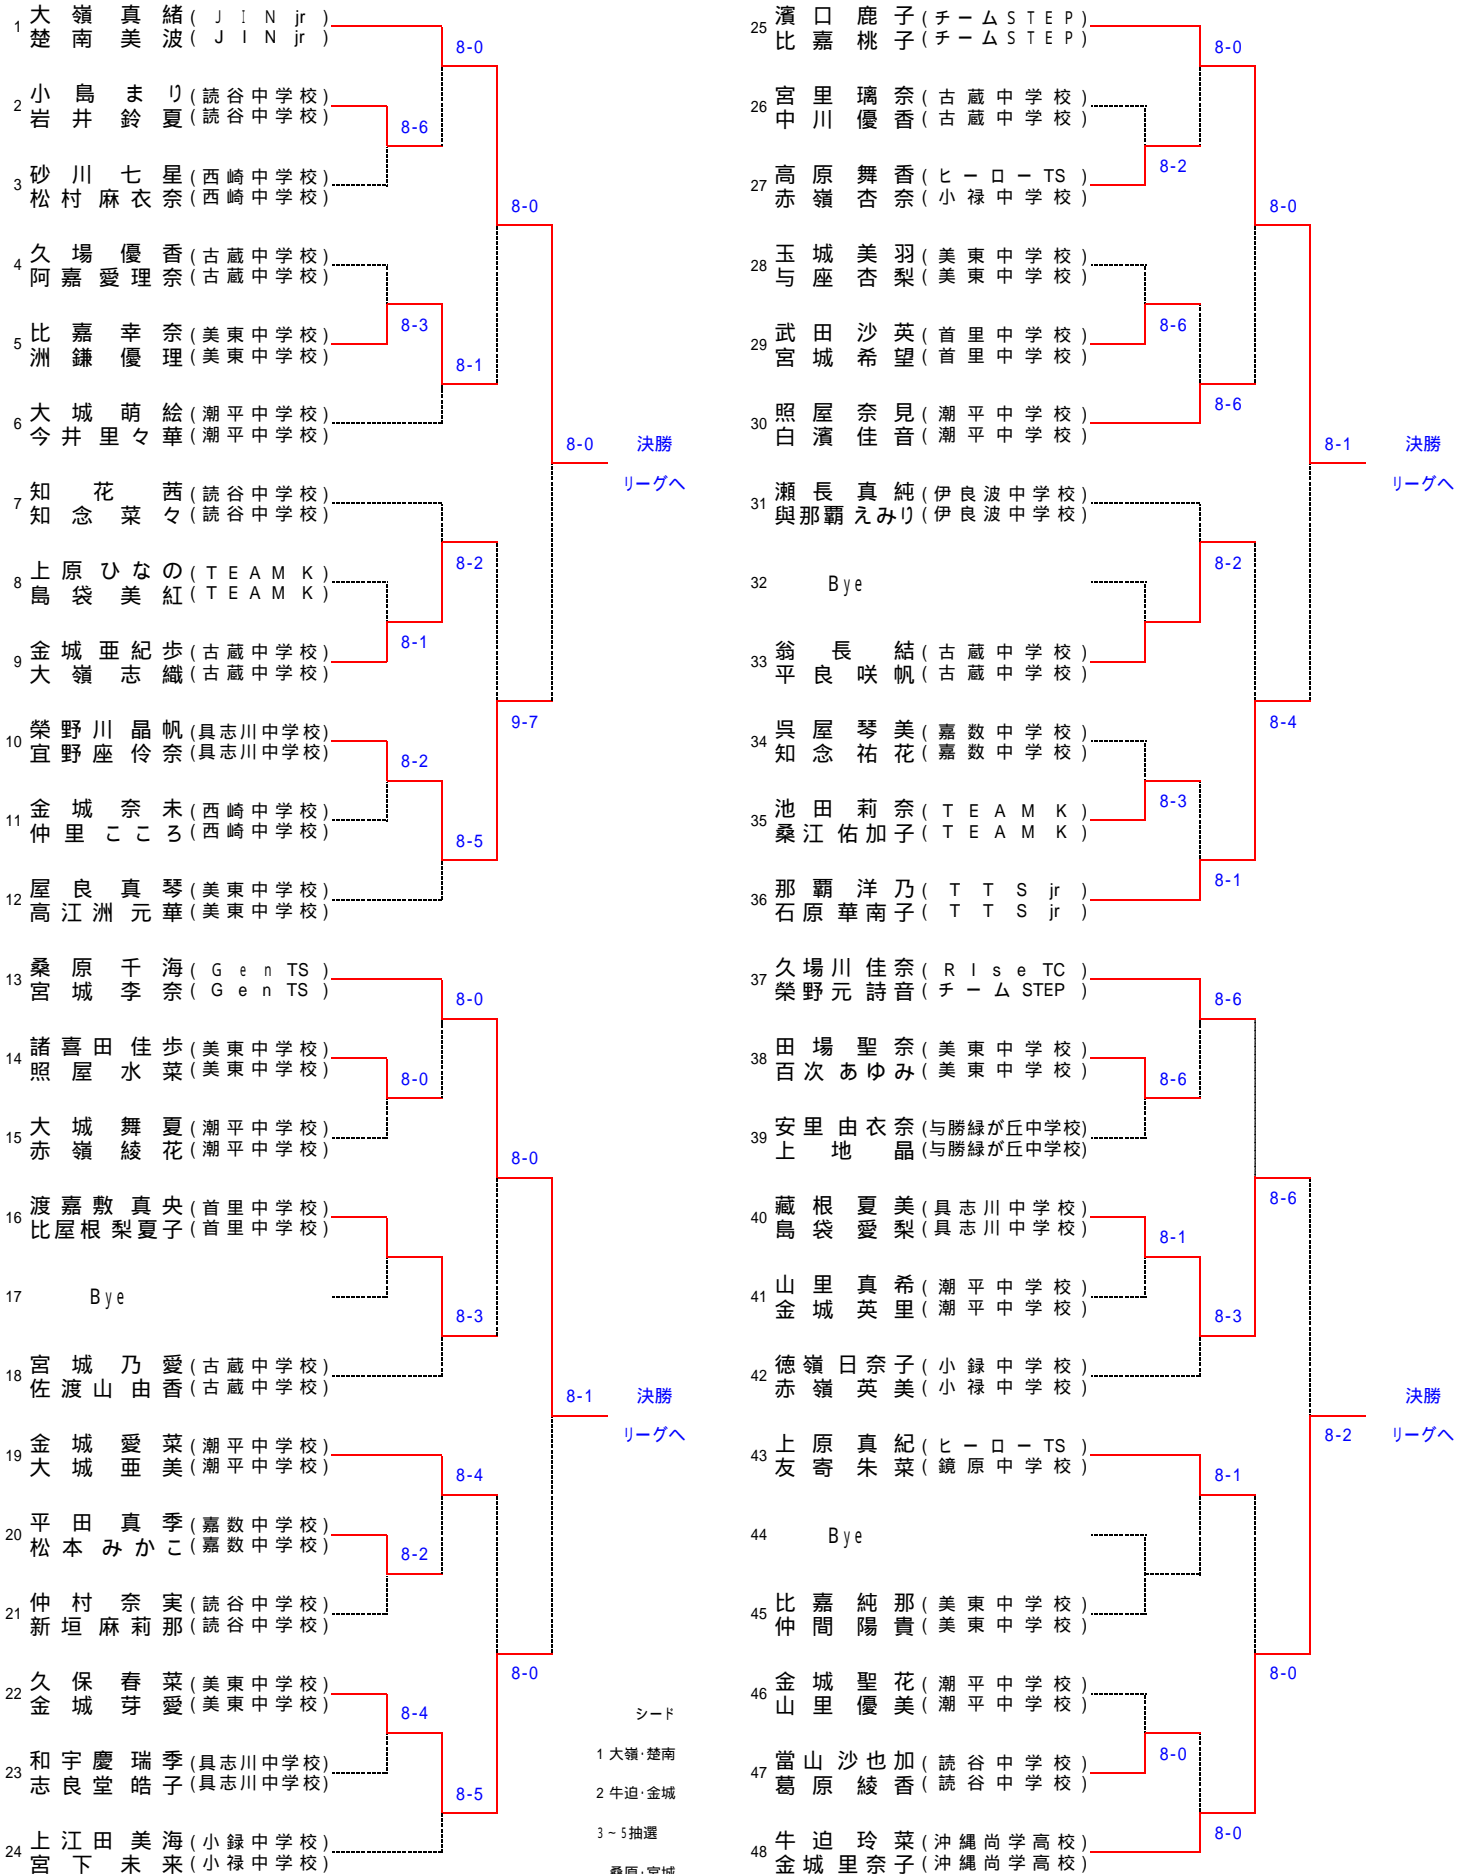 1 大嶺真緒 ( JIN jr )
楚南美波 ( JIN jr )
8-0
2 小島まり (読谷中学校)
岩井鈴夏 (読谷中学校)
8-6
3 砂川七星 (西崎中学校)
松村麻衣奈 (西崎中学校)
8-0
4 久場優香 (古蔵中学校)
阿嘉愛理奈 (古蔵中学校)
8-3
5 比嘉幸奈 (美東中学校)
洲鎌優理 (美東中学校)
8-1
6 大城萌絵 (潮平中学校)
今井里々華 (潮平中学校)
8-0 決勝
リーグへ
7 知花茜 (読谷中学校)
知念菜々 (読谷中学校)
8-2
8 上原ひなの (TEAM K)
島袋美紅 (TEAM K)
8-1
9 金城亜紀歩 (古蔵中学校)
大嶺志織 (古蔵中学校)
9-7
10 榮野川晶帆 (具志川中学校)
宜野座伶奈 (具志川中学校)
8-2
11 金城奈未 (西崎中学校)
仲里こころ (西崎中学校)
8-5
12 屋良真琴 (美東中学校)
高江洲元華 (美東中学校)
13 桑原千海 ( Gen TS )
宮城李奈 ( Gen TS )
8-0
14 諸喜田佳歩 (美東中学校)
照屋水菜 (美東中学校)
8-0
15 大城舞夏 (潮平中学校)
赤嶺綾花 (潮平中学校)
8-0
16 渡嘉敷真央 (首里中学校)
比屋根梨夏子 (首里中学校)
17 Bye
8-3
18 宮城乃愛 (古蔵中学校)
佐渡山由香 (古蔵中学校)
8-1 決勝
リーグへ
19 金城愛菜 (潮平中学校)
大城亜美 (潮平中学校)
8-4
20 平田真季 (嘉数中学校)
松本みかこ (嘉数中学校)
8-2
21 仲村奈実 (読谷中学校)
新垣麻莉那 (読谷中学校)
8-0
22 久保春菜 (美東中学校)
金城芽愛 (美東中学校)
8-4
23 和宇慶瑞季 (具志川中学校)
志良堂皓子 (具志川中学校)
8-5
24 上江田美海 (小録中学校)
宮下未来 (小禄中学校)
シード
1 大嶺・楚南
2 牛迫・金城
3~5抽選
桑原・宮城
25 濱口鹿子 (チームSTEP)
比嘉桃子 (チームSTEP)
8-0
26 宮里璃奈 (古蔵中学校)
中川優香 (古蔵中学校)
8-2
27 高原舞香 (ヒーローTS)
赤嶺杏奈 (小禄中学校)
8-0
28 玉城美羽 (美東中学校)
与座杏梨 (美東中学校)
8-6
29 武田沙英 (首里中学校)
宮城希望 (首里中学校)
8-6
30 照屋奈見 (潮平中学校)
白濱佳音 (潮平中学校)
8-1 決勝
リーグへ
31 瀬長真純 (伊良波中学校)
與那覇えみり (伊良波中学校)
8-2
32 Bye
33 翁長結 (古蔵中学校)
平良咲帆 (古蔵中学校)
8-4
34 呉屋琴美 (嘉数中学校)
知念祐花 (嘉数中学校)
8-3
35 池田莉奈 (TEAM K)
桑江佑加子 (TEAM K)
8-1
36 那覇洋乃 ( TTS jr )
石原華南子 ( TTS jr )
37 久場川佳奈 (RIse TC)
榮野元詩音 (チームSTEP)
8-6
38 田場聖奈 (美東中学校)
百次あゆみ (美東中学校)
8-6
39 安里由衣奈 (与勝緑が丘中学校)
上地晶 (与勝緑が丘中学校)
8-6
40 蔵根夏美 (具志川中学校)
島袋愛梨 (具志川中学校)
8-1
41 山里真希 (潮平中学校)
金城英里 (潮平中学校)
8-3
42 徳嶺日奈子 (小録中学校)
赤嶺英美 (小禄中学校)
決勝
8-2 リーグへ
43 上原真紀 (ヒーローTS)
友寄朱菜 (鏡原中学校)
8-1
44 Bye
45 比嘉純那 (美東中学校)
仲間陽貴 (美東中学校)
8-0
46 金城聖花 (潮平中学校)
山里優美 (潮平中学校)
8-0
47 當山沙也加 (読谷中学校)
葛原綾香 (読谷中学校)
8-0
48 牛迫玲菜 (沖縄尚学高校)
金城里奈子 (沖縄尚学高校)